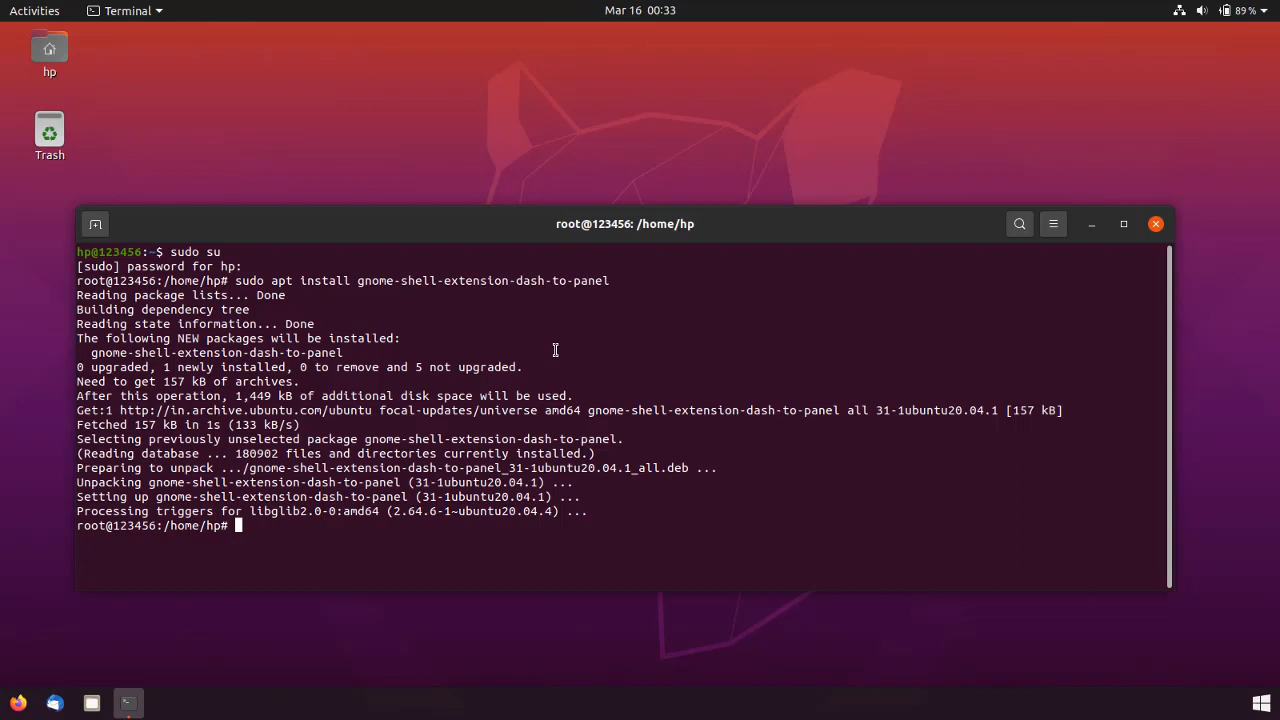 Activities
Terminal
Mar 16 00:33
89 %
hp
Trash
root@123456: /home/hp
hp@123456:~$ sudo su
[sudo] password for hp:
root@123456:/home/hp# sudo apt install gnome-shell-extension-dash-to-panel
Reading package lists... Done
Building dependency tree
Reading state information... Done
The following NEW packages will be installed:
  gnome-shell-extension-dash-to-panel
0 upgraded, 1 newly installed, 0 to remove and 5 not upgraded.
Need to get 157 kB of archives.
After this operation, 1,449 kB of additional disk space will be used.
Get:1 http://in.archive.ubuntu.com/ubuntu focal-updates/universe amd64 gnome-shell-extension-dash-to-panel all 31-1ubuntu20.04.1 [157 kB]
Fetched 157 kB in 1s (133 kB/s)
Selecting previously unselected package gnome-shell-extension-dash-to-panel.
(Reading database ... 180902 files and directories currently installed.)
Preparing to unpack .../gnome-shell-extension-dash-to-panel_31-1ubuntu20.04.1_all.deb ...
Unpacking gnome-shell-extension-dash-to-panel (31-1ubuntu20.04.1) ...
Setting up gnome-shell-extension-dash-to-panel (31-1ubuntu20.04.1) ...
Processing triggers for libglib2.0-0:amd64 (2.64.6-1~ubuntu20.04.4) ...
root@123456:/home/hp#